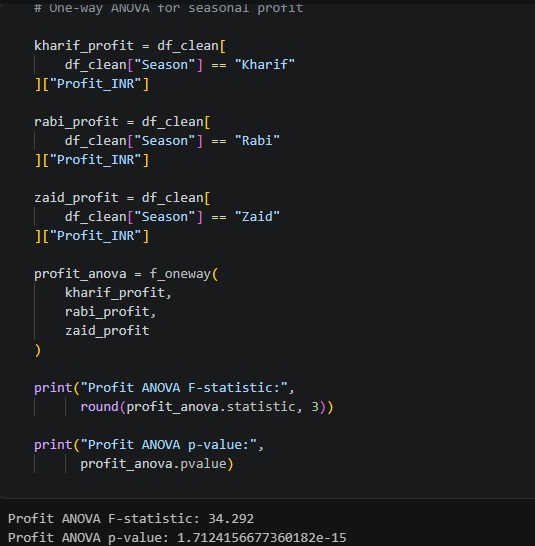 # One-way ANOVA for seasonal profit
kharif_profit = df_clean[
    df_clean["Season"] == "Kharif"
]["Profit_INR"]
rabi_profit = df_clean[
    df_clean["Season"] == "Rabi"
]["Profit_INR"]
zaid_profit = df_clean[
    df_clean["Season"] == "Zaid"
]["Profit_INR"]
profit_anova = f_oneway(
    kharif_profit,
    rabi_profit,
    zaid_profit
)
print("Profit ANOVA F-statistic:",
      round(profit_anova.statistic, 3))
print("Profit ANOVA p-value:",
      profit_anova.pvalue)
Profit ANOVA F-statistic: 34.292
Profit ANOVA p-value: 1.7124156677360182e-15